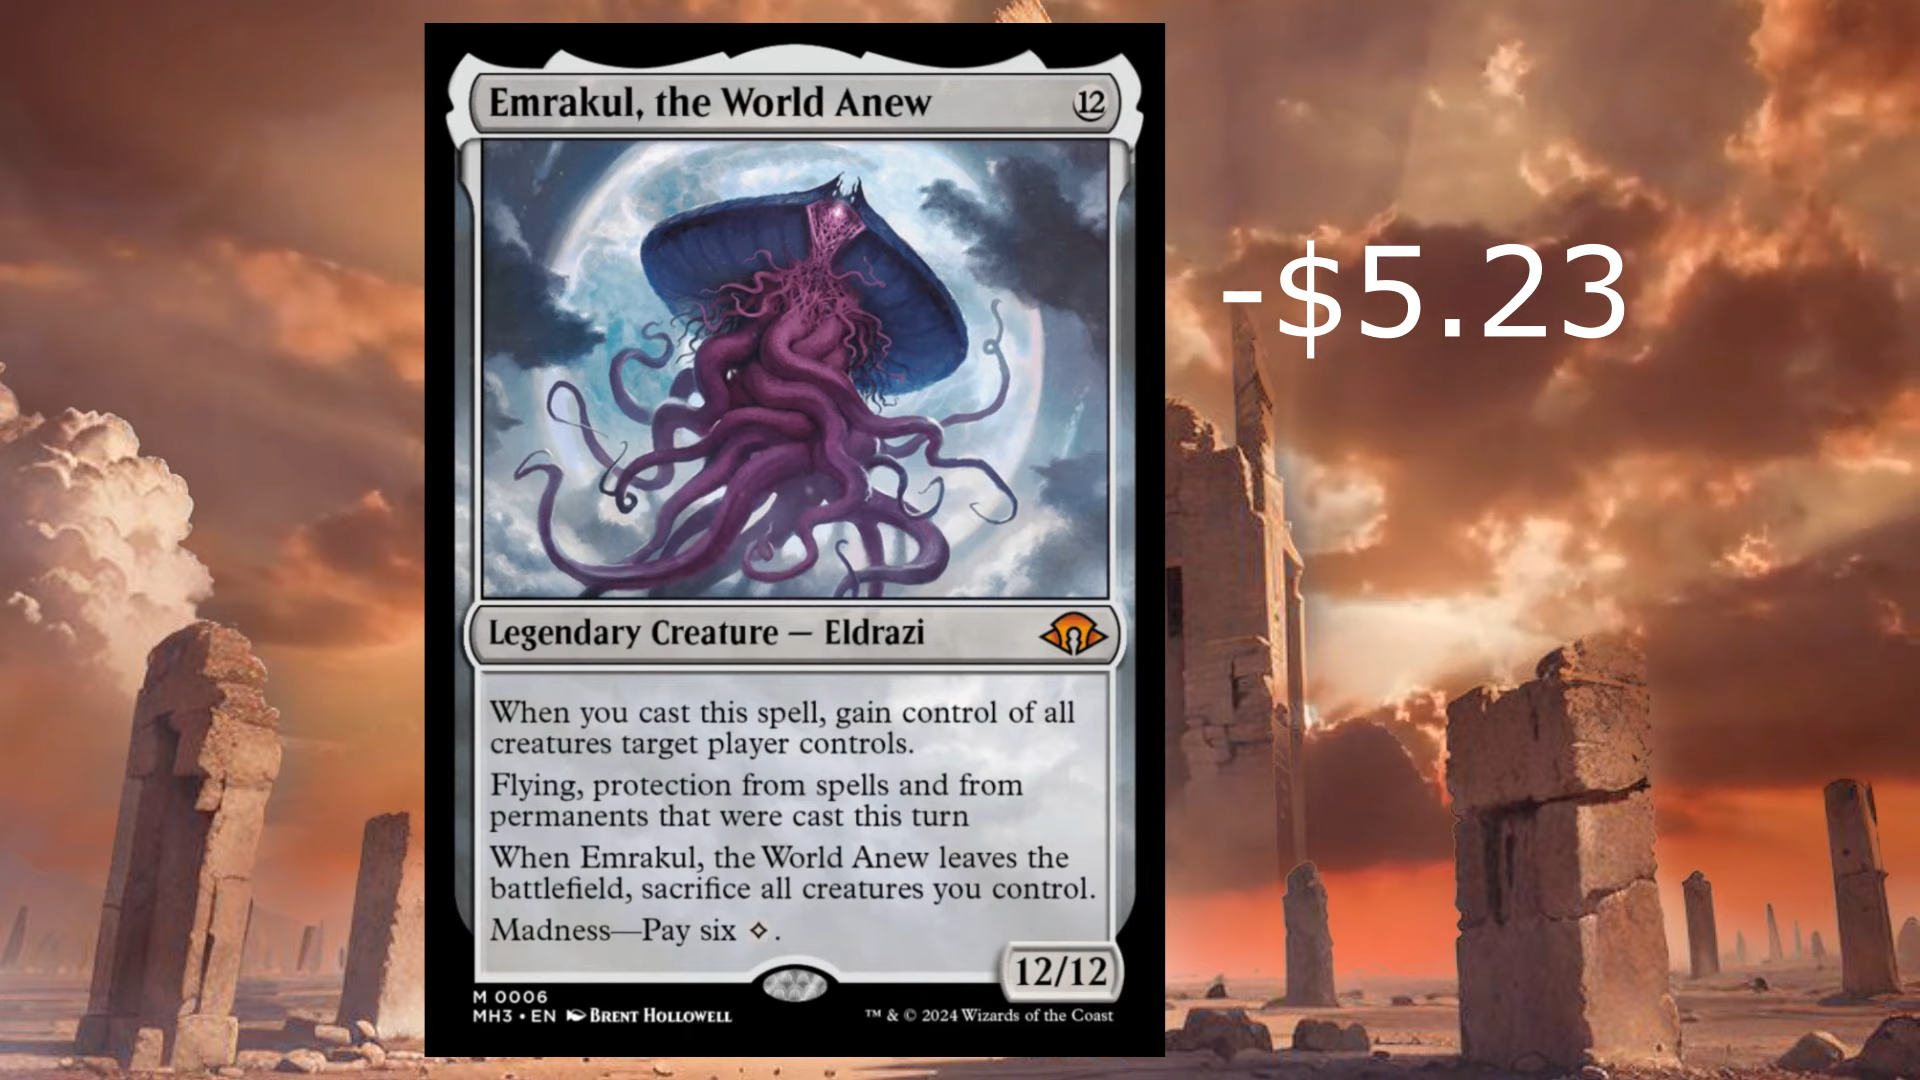 Emrakul, the World Anew 12
-$5.23
Legendary Creature — Eldrazi
When you cast this spell, gain control of all
creatures target player controls.
Flying, protection from spells and from
permanents that were cast this turn
When Emrakul, the World Anew leaves the
battlefield, sacrifice all creatures you control.
Madness—Pay six ◇.
12/12
M 0006
MH3 • EN Brent Hollowell
™ & © 2024 Wizards of the Coast